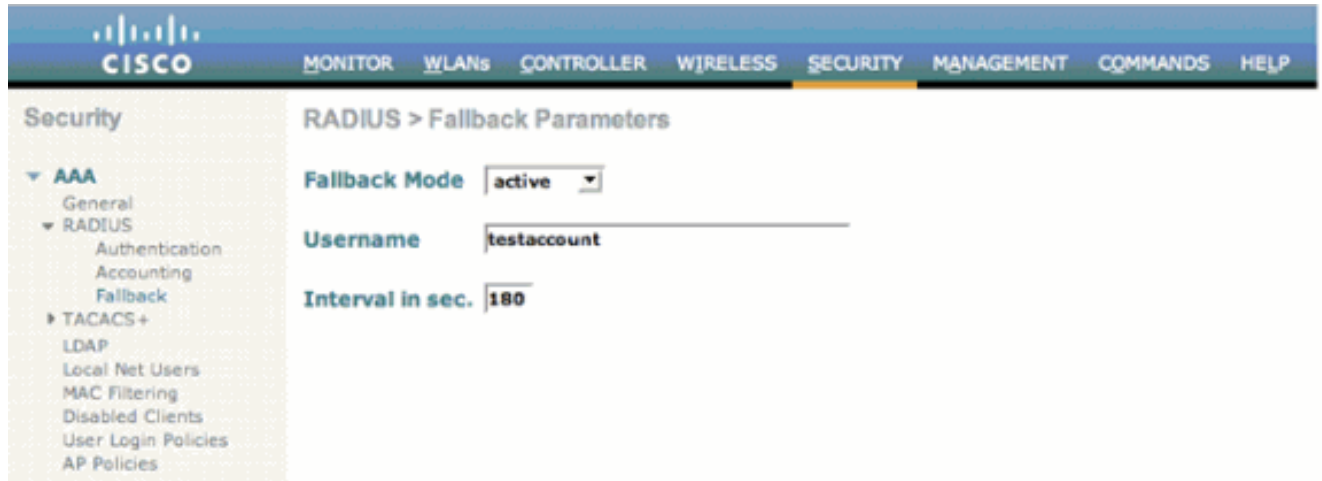 CISCO
MONITOR WLANs CONTROLLER WIRELESS SECURITY MANAGEMENT COMMANDS HELP
Security
AAA
General
RADIUS
Authentication
Accounting
Fallback
TACACS+
LDAP
Local Net Users
MAC Filtering
Disabled Clients
User Login Policies
AP Policies
RADIUS > Fallback Parameters
Fallback Mode active
Username testaccount
Interval in sec. 180